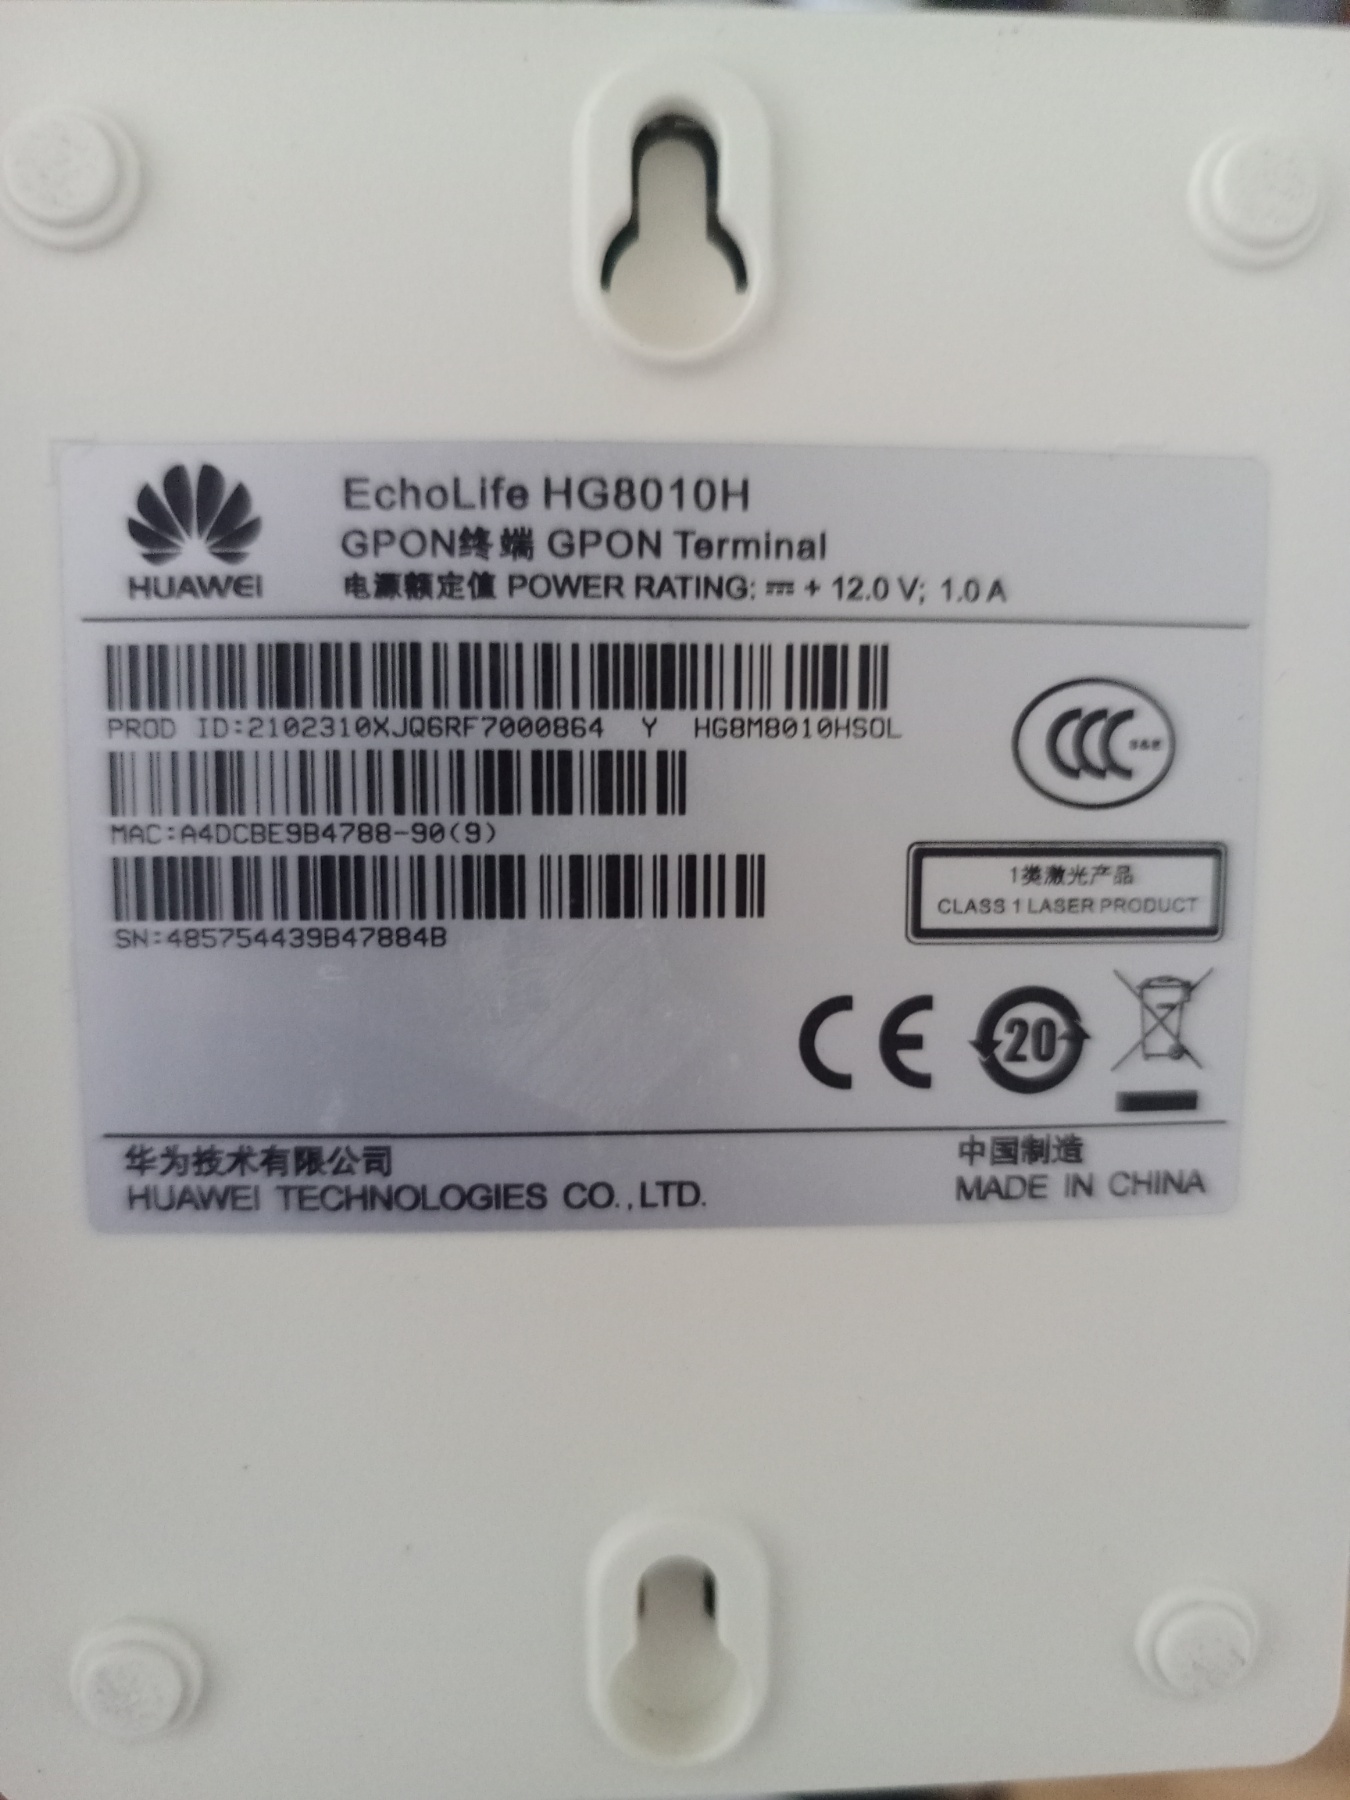 HUAWEI
EchoLife HG8010H
GPON终端 GPON Terminal
电源额定值 POWER RATING: ⎓ + 12.0 V; 1.0 A
PROD ID:2102310XJQ6RF7000864 Y HG8M8010HSOL
MAC:A4DCBE9B4788-90(9)
SN:485754439B47884B
CCC S&E
1类激光产品
CLASS 1 LASER PRODUCT
CE
20
华为技术有限公司
HUAWEI TECHNOLOGIES CO.,LTD.
中国制造
MADE IN CHINA